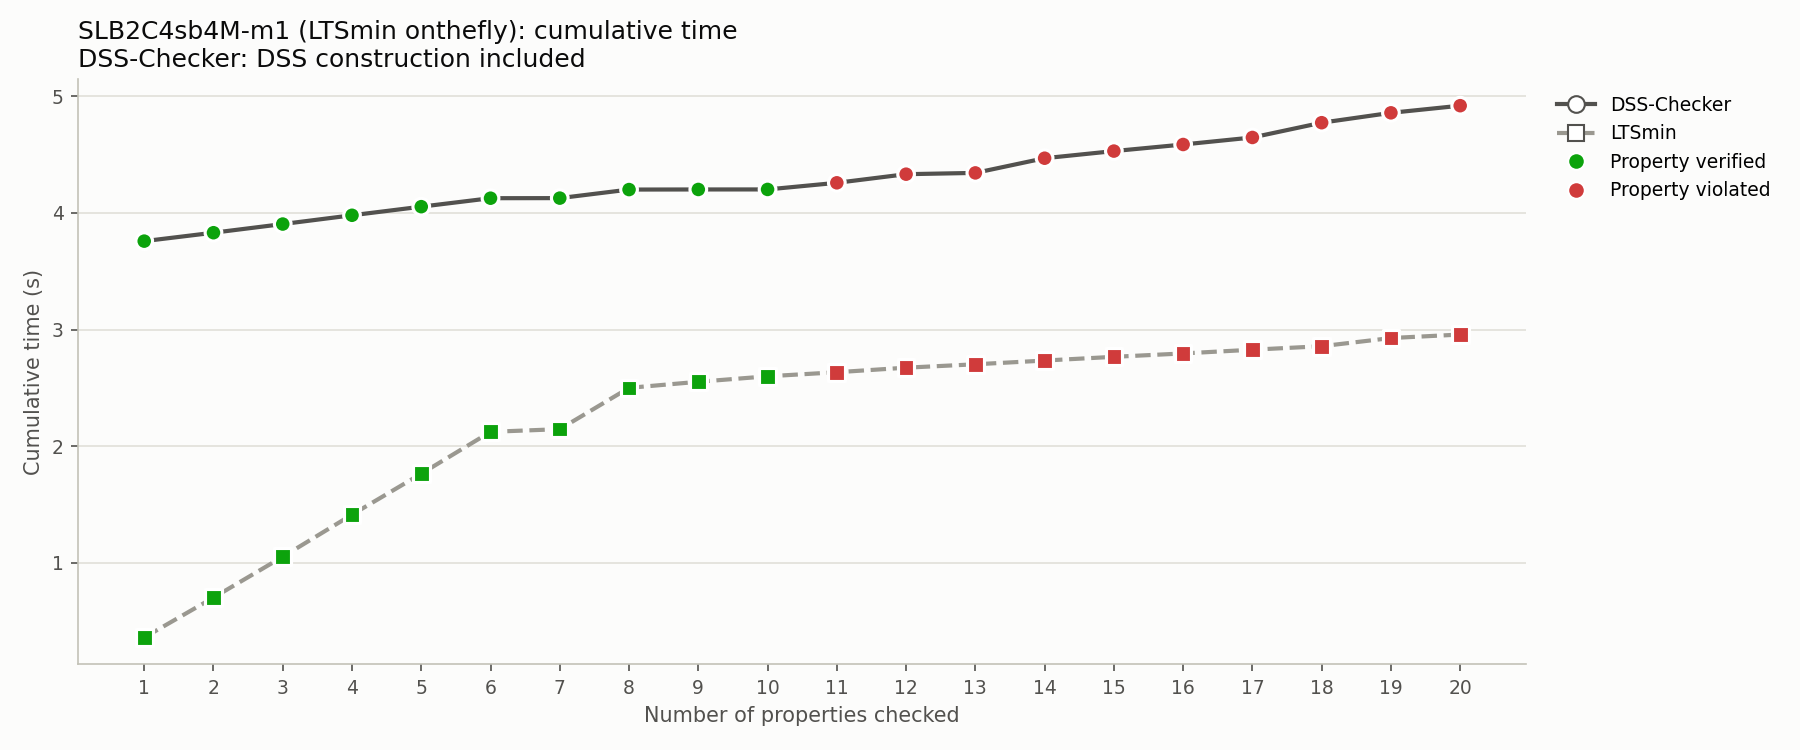 SLB2C4sb4M-m1 (LTSmin onthefly): cumulative time
DSS-Checker: DSS construction included
DSS-Checker
LTSmin
Property verified
Property violated
Cumulative time (s)
5
4
3
2
1
1 2 3 4 5 6 7 8 9 10 11 12 13 14 15 16 17 18 19 20
Number of properties checked